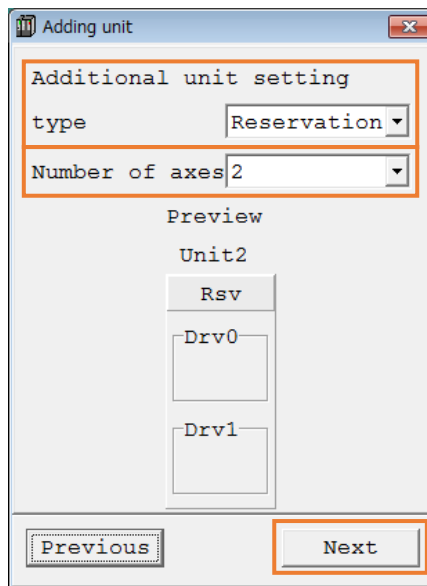 Adding unit
Additional unit setting
type Reservation
Number of axes 2
Preview
Unit2
Rsv
Drv0
Drv1
Previous Next